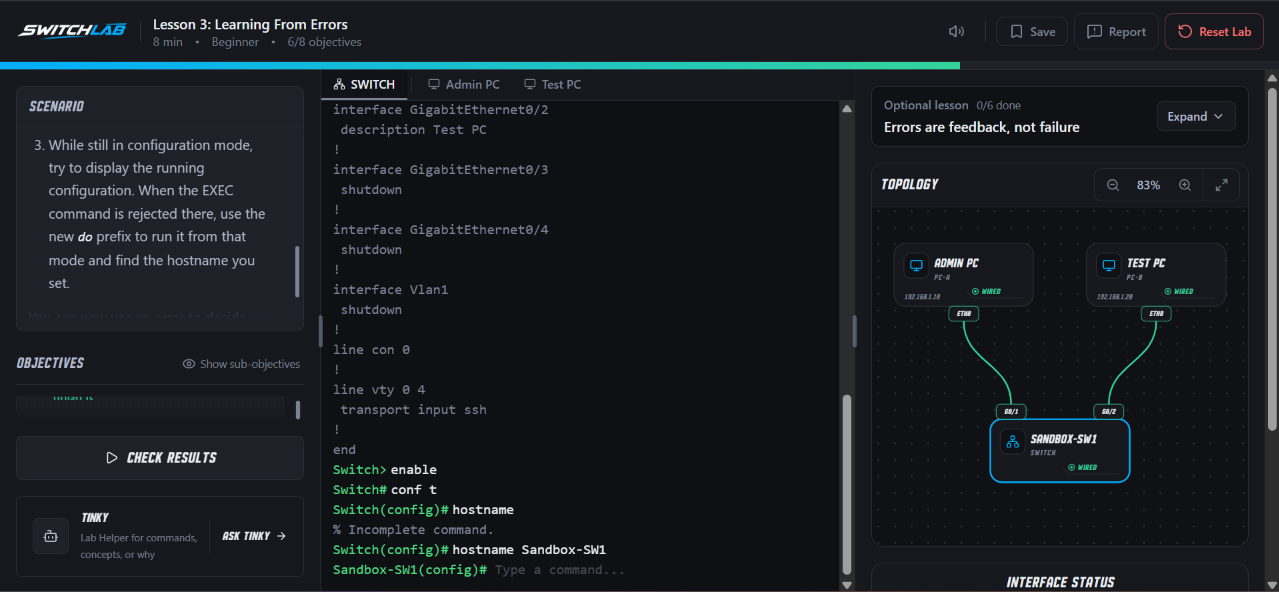 SWITCHLAB
Lesson 3: Learning From Errors
8 min • Beginner • 6/8 objectives
Save
Report
Reset Lab
SCENARIO
3. While still in configuration mode,
try to display the running
configuration. When the EXEC
command is rejected there, use the
new do prefix to run it from that
mode and find the hostname you
set.
OBJECTIVES
Show sub-objectives
finish it
CHECK RESULTS
TINKY
Lab Helper for commands,
concepts, or why
ASK TINKY →
SWITCH
Admin PC
Test PC
interface GigabitEthernet0/2
description Test PC
!
interface GigabitEthernet0/3
shutdown
!
interface GigabitEthernet0/4
shutdown
!
interface Vlan1
shutdown
!
line con 0
!
line vty 0 4
transport input ssh
!
end
Switch> enable
Switch# conf t
Switch(config)# hostname
% Incomplete command.
Switch(config)# hostname Sandbox-SW1
Sandbox-SW1(config)# Type a command...
Optional lesson 0/6 done
Errors are feedback, not failure
Expand
TOPOLOGY
83%
ADMIN PC
PC-A
WIRED
192.168.1.10
ETH0
TEST PC
PC-B
WIRED
192.168.1.20
ETH0
G0/1
G0/2
SANDBOX-SW1
SWITCH
WIRED
INTERFACE STATUS